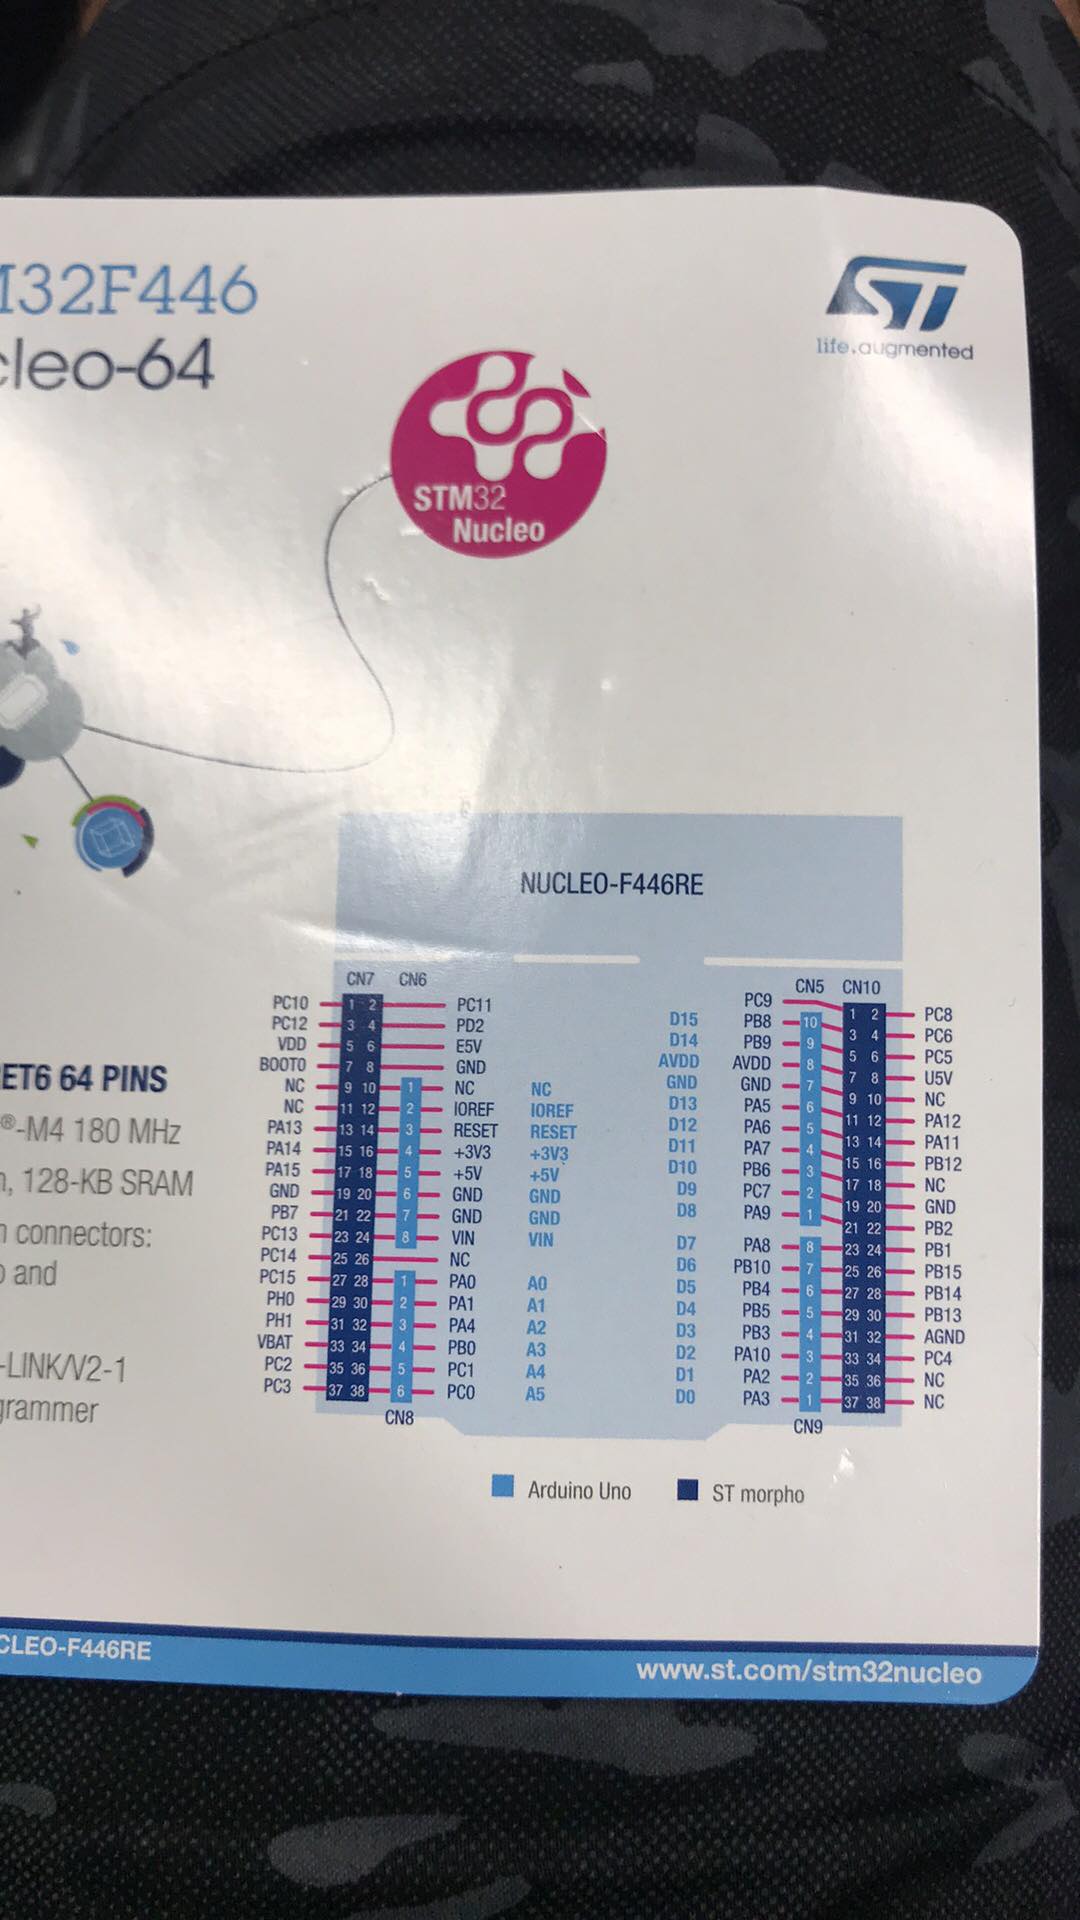 M32F446
cleo-64
ST
life.augmented
STM32
Nucleo
NUCLEO-F446RE
CN7 CN6 CN5 CN10
PC10 1 2 PC11
PC12 3 4 PD2
VDD 5 6 E5V
BOOT0 7 8 GND
NC 9 10 1 NC NC
NC 11 12 2 IOREF IOREF
PA13 13 14 3 RESET RESET
PA14 15 16 4 +3V3 +3V3
PA15 17 18 5 +5V +5V
GND 19 20 6 GND GND
PB7 21 22 7 GND GND
PC13 23 24 8 VIN VIN
PC14 25 26 NC
PC15 27 28 1 PA0 A0
PH0 29 30 2 PA1 A1
PH1 31 32 3 PA4 A2
VBAT 33 34 4 PB0 A3
PC2 35 36 5 PC1 A4
PC3 37 38 6 PC0 A5
CN8
PC9 1 2 PC8
D15 PB8 10 3 4 PC6
D14 PB9 9 5 6 PC5
AVDD AVDD 8 7 8 U5V
GND GND 7 9 10 NC
D13 PA5 6 11 12 PA12
D12 PA6 5 13 14 PA11
D11 PA7 4 15 16 PB12
D10 PB6 3 17 18 NC
D9 PC7 2 19 20 GND
D8 PA9 1 21 22 PB2
D7 PA8 8 23 24 PB1
D6 PB10 7 25 26 PB15
D5 PB4 6 27 28 PB14
D4 PB5 5 29 30 PB13
D3 PB3 4 31 32 AGND
D2 PA10 3 33 34 PC4
D1 PA2 2 35 36 NC
D0 PA3 1 37 38 NC
CN9
Arduino Uno ST morpho
ET6 64 PINS
®-M4 180 MHz
, 128-KB SRAM
connectors:
and
-LINK/V2-1
grammer
CLEO-F446RE
www.st.com/stm32nucleo